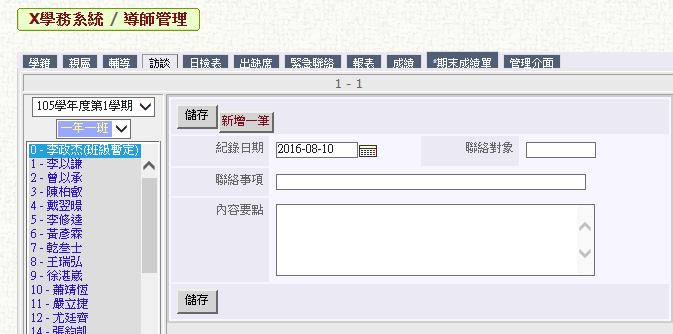 X學務系統 / 導師管理
學籍 親屬 輔導 訪談 日檢表 出缺席 緊急聯絡 報表 成績 *期末成績單 管理介面
1 - 1
105學年度第1學期
一年一班
0 - 李政杰(班級暫定)
1 - 李以謙
2 - 曾以承
3 - 陳柏叡
4 - 戴翌暻
5 - 李修逵
6 - 黃彥霖
7 - 乾叁士
8 - 王瑞弘
9 - 徐湛崴
10 - 蕭靖恆
11 - 嚴立捷
12 - 尤廷齊
14 - 張鈞凱
儲存 新增一筆
紀錄日期 2016-08-10 聯絡對象
聯絡事項
內容要點
儲存